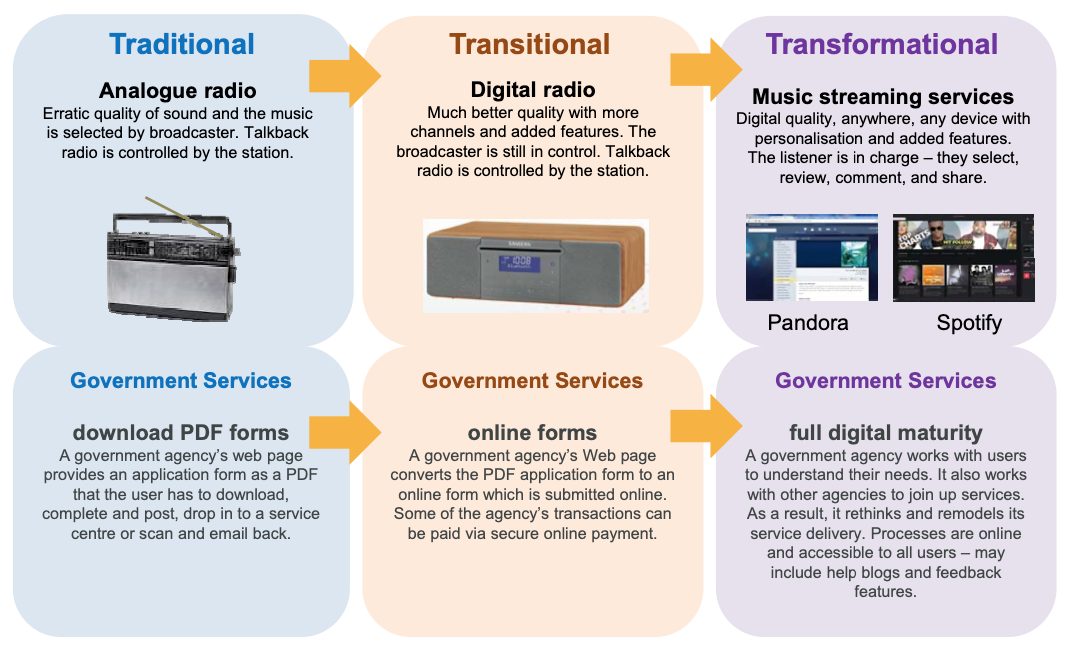 Traditional
Analogue radio
Erratic quality of sound and the music
is selected by broadcaster. Talkback
radio is controlled by the station.
Transitional
Digital radio
Much better quality with more
channels and added features. The
broadcaster is still in control. Talkback
radio is controlled by the station.
Transformational
Music streaming services
Digital quality, anywhere, any device with
personalisation and added features.
The listener is in charge – they select,
review, comment, and share.
Pandora
Spotify
Government Services
download PDF forms
A government agency’s web page
provides an application form as a PDF
that the user has to download,
complete and post, drop in to a service
centre or scan and email back.
Government Services
online forms
A government agency’s Web page
converts the PDF application form to an
online form which is submitted online.
Some of the agency’s transactions can
be paid via secure online payment.
Government Services
full digital maturity
A government agency works with users
to understand their needs. It also works
with other agencies to join up services.
As a result, it rethinks and remodels its
service delivery. Processes are online
and accessible to all users – may
include help blogs and feedback
features.